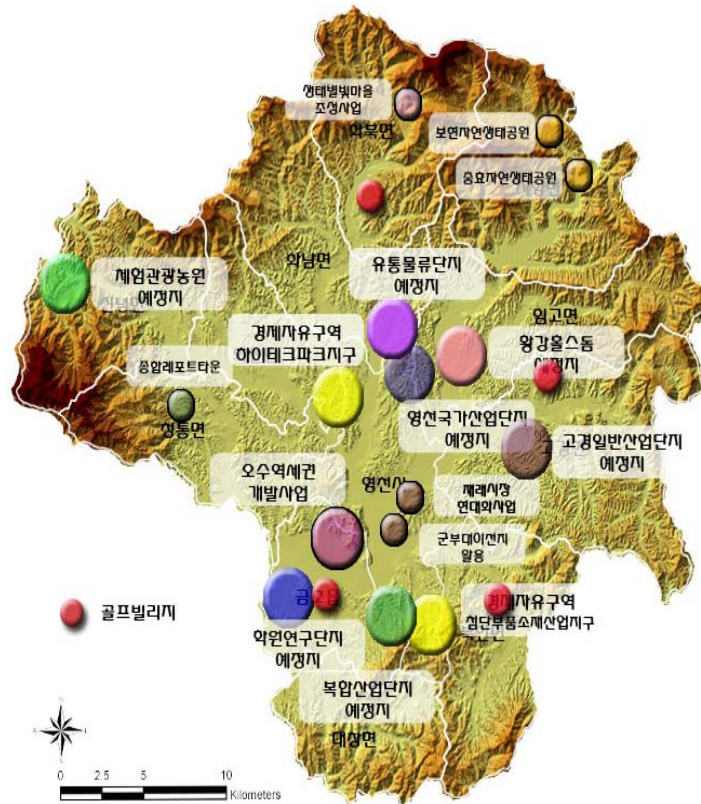 생태별빛마을
조성사업
화북면
보현자연생태공원
충효자연생태공원
체험관광농원
예정지
화남면
유통물류단지
예정지
임고면
경제자유구역
하이테크파크지구
왕강홀스돔
예정지
종합레포트타운
청통면
영천국가산업단지
예정지
고경일반산업단지
예정지
오수역세권
개발사업
영천시
재래시장
현대화사업
군부대이전지
활용
골프빌리지
금호읍
경제자유구역
첨단부품소재산업지구
학원연구단지
예정지
복합산업단지
예정지
대창면
0 2.5 5 10
Kilometers